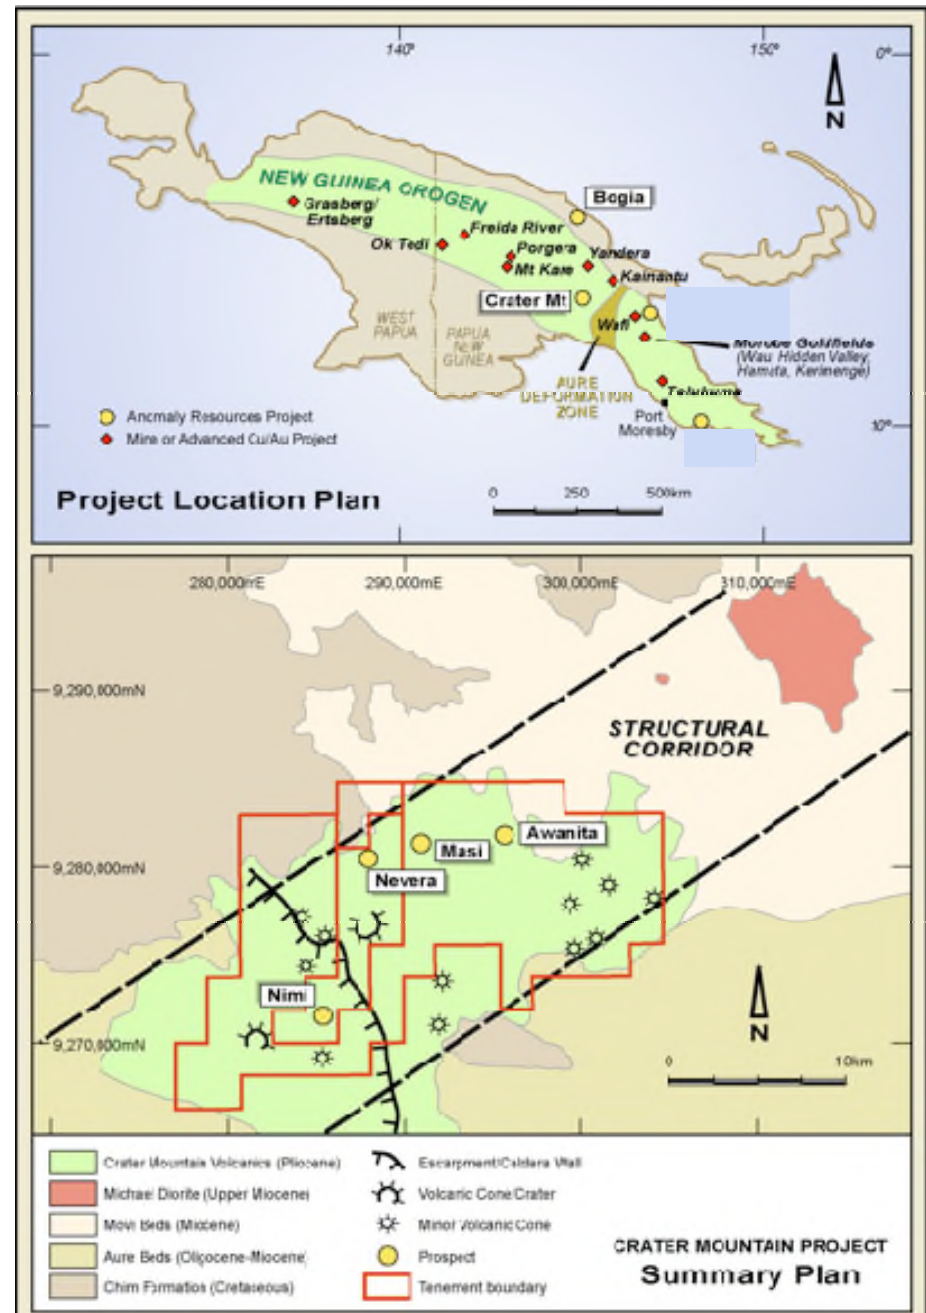 140°
150°
0°
N
NEW GUINEA OROGEN
Grasberg/
Ertsberg
Bogia
Freida River
Ok Tedi
Porgera
Yandera
Mt Kare
Kainantu
Crater Mt
Wafi
WEST
PAPUA
PAPUA
NEW
GUINEA
Morobe Goldfields
(Wau Hidden Valley,
Hamata, Kerimenge)
AURE
DEFORMATION
ZONE
Port
Moresby
10°
Anomaly Resources Project
Mine or Advanced Cu/Au Project
Project Location Plan
0 250 500km
280,000mE 290,000mE 300,000mE 310,000mE
9,290,000mN
STRUCTURAL
CORRIDOR
Awanita
Masi
9,280,000mN
Nevera
Nimi
N
9,270,000mN
0 10km
Crater Mountain Volcanics (Pliocene)
Michael Diorite (Upper Miocene)
Movi Beds (Miocene)
Aure Beds (Oligocene-Miocene)
Chim Formation (Cretaceous)
Escarpment/Caldera Wall
Volcanic Cone/Crater
Minor Volcanic Cone
Prospect
Tenement boundary
CRATER MOUNTAIN PROJECT
Summary Plan